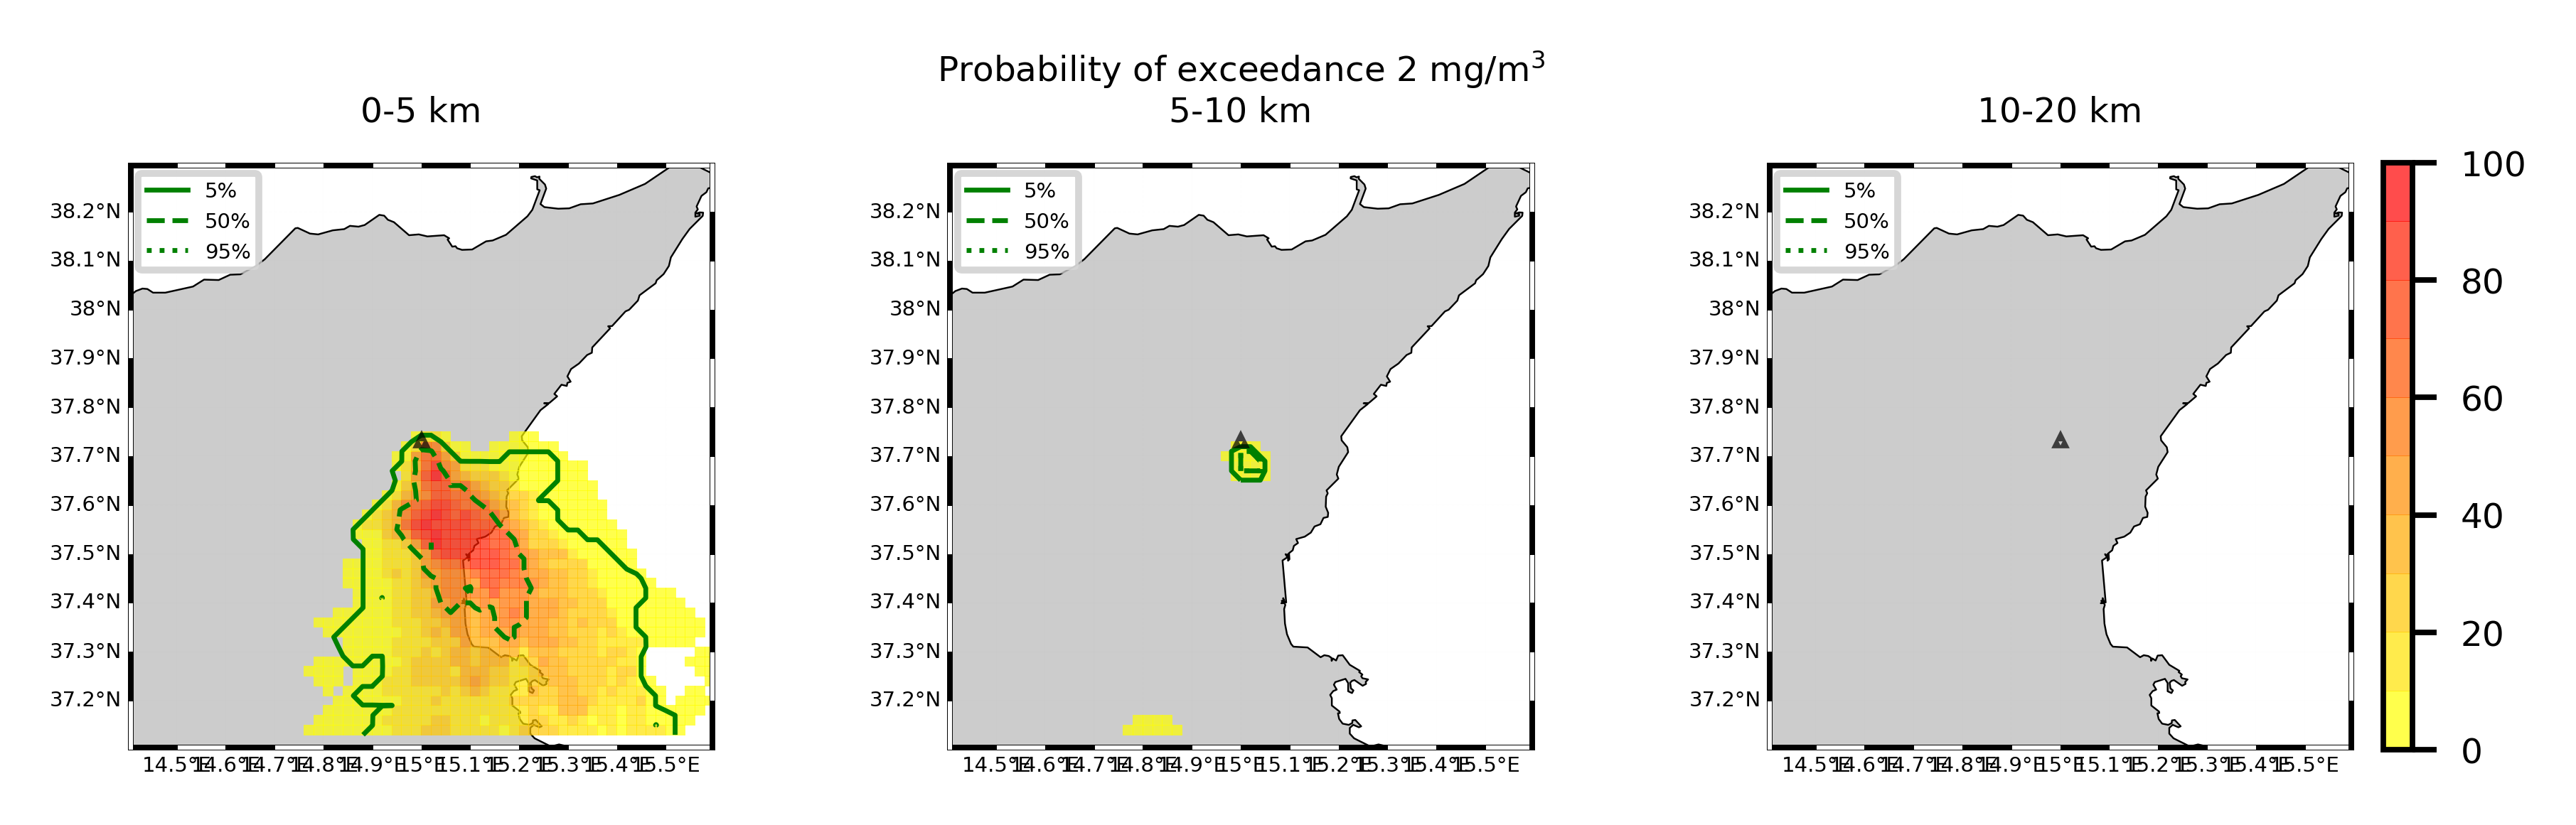 Probability of exceedance 2 mg/m³
0-5 km
5-10 km
10-20 km
5%
50%
95%
38.2°N
38.1°N
38°N
37.9°N
37.8°N
37.7°N
37.6°N
37.5°N
37.4°N
37.3°N
37.2°N
14.5°E 14.6°E 14.7°E 14.8°E 14.9°E 15°E 15.1°E 15.2°E 15.3°E 15.4°E 15.5°E
5%
50%
95%
38.2°N
38.1°N
38°N
37.9°N
37.8°N
37.7°N
37.6°N
37.5°N
37.4°N
37.3°N
37.2°N
14.5°E 14.6°E 14.7°E 14.8°E 14.9°E 15°E 15.1°E 15.2°E 15.3°E 15.4°E 15.5°E
5%
50%
95%
38.2°N
38.1°N
38°N
37.9°N
37.8°N
37.7°N
37.6°N
37.5°N
37.4°N
37.3°N
37.2°N
14.5°E 14.6°E 14.7°E 14.8°E 14.9°E 15°E 15.1°E 15.2°E 15.3°E 15.4°E 15.5°E
100
80
60
40
20
0